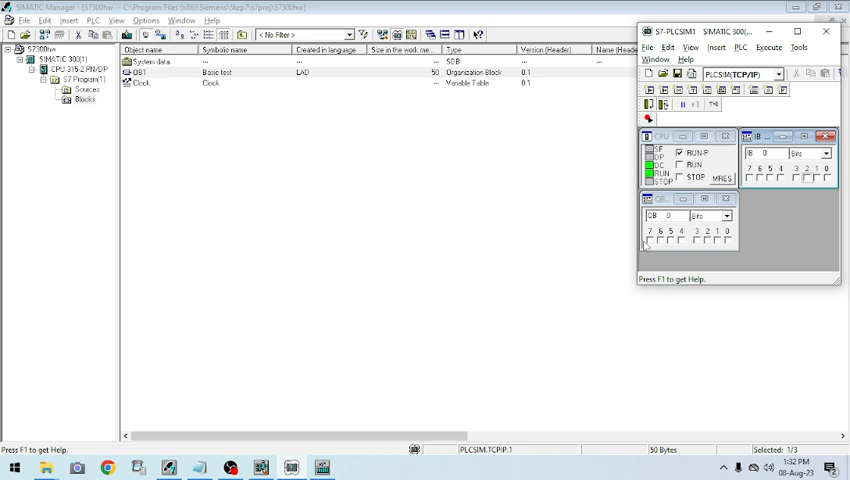 SIMATIC Manager - [S7300hw -- C:\Program Files (x86)\Siemens\Step7\s7proj\S7300hw]
File Edit Insert PLC View Options Window Help
< No Filter >
S7300hw
SIMATIC 300(1)
CPU 315-2 PN/DP
S7 Program(1)
Sources
Blocks
Object name Symbolic name Created in language Size in the work me... Type Version (Header) Name (Heade
System data --- --- --- SDB --- ---
OB1 Basic test LAD 50 Organization Block 0.1
Clock Clock --- Variable Table 0.1
S7-PLCSIM1 SIMATIC 300(...
File Edit View Insert PLC Execute Tools
Window Help
PLCSIM(TCP/IP)
+1 T=0
CPU
SF
DP
DC
RUN
STOP
RUN-P
RUN
STOP MRES
IB ...
IB 0 Bits
7 6 5 4 3 2 1 0
QB...
QB 0 Bits
7 6 5 4 3 2 1 0
Press F1 to get Help.
Press F1 to get Help. PLCSIM.TCPIP.1 50 Bytes Selected: 1/3
1:32 PM
08-Aug-23
2